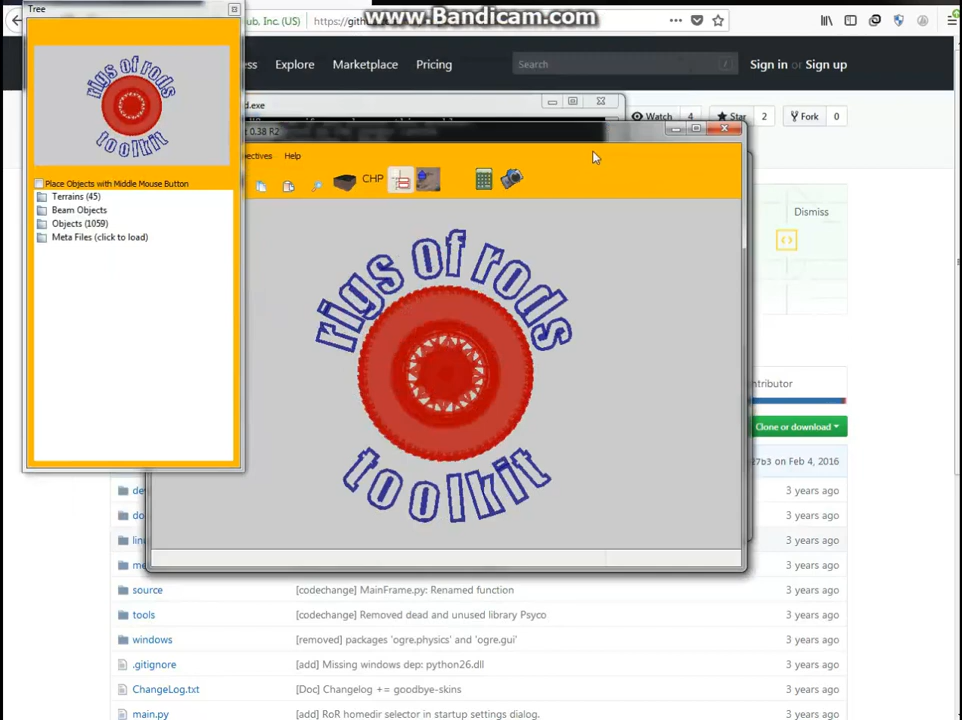 Tree
ub, Inc. (US)
https://gith
www.Bandicam.com
rigs of rods
toolkit
ess
Explore
Marketplace
Pricing
Search
/
Sign in or Sign up
d.exe
Watch 4
Star 2
Fork 0
t 0.38 R2
Place Objects with Middle Mouse Button
Terrains (45)
Beam Objects
Objects (1059)
Meta Files (click to load)
ectives
Help
CHP
Dismiss
rigs of rods
toolkit
ontributor
Clone or download
27b3 on Feb 4, 2016
de
3 years ago
do
3 years ago
linu
3 years ago
me
3 years ago
source
[codechange] MainFrame.py: Renamed function
3 years ago
tools
[codechange] Removed dead and unused library Psyco
3 years ago
windows
[removed] packages 'ogre.physics' and 'ogre.gui'
3 years ago
.gitignore
[add] Missing windows dep: python26.dll
3 years ago
ChangeLog.txt
[Doc] Changelog += goodbye-skins
3 years ago
main.py
[add] RoR homedir selector in startup settings dialog.
3 years ago